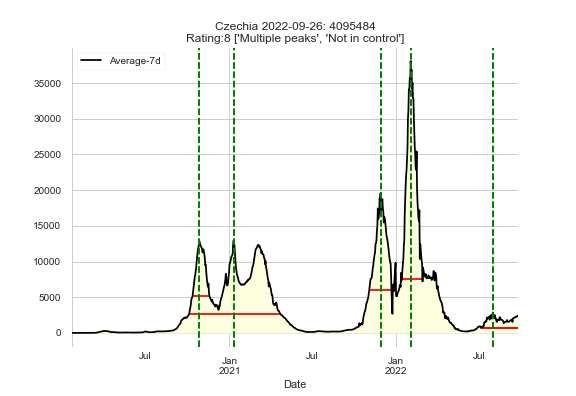 Czechia 2022-09-26: 4095484
Rating:8 ['Multiple peaks', 'Not in control']
Average-7d
35000
30000
25000
20000
15000
10000
5000
0
Jul
Jan
2021
Jul
Jan
2022
Jul
Date